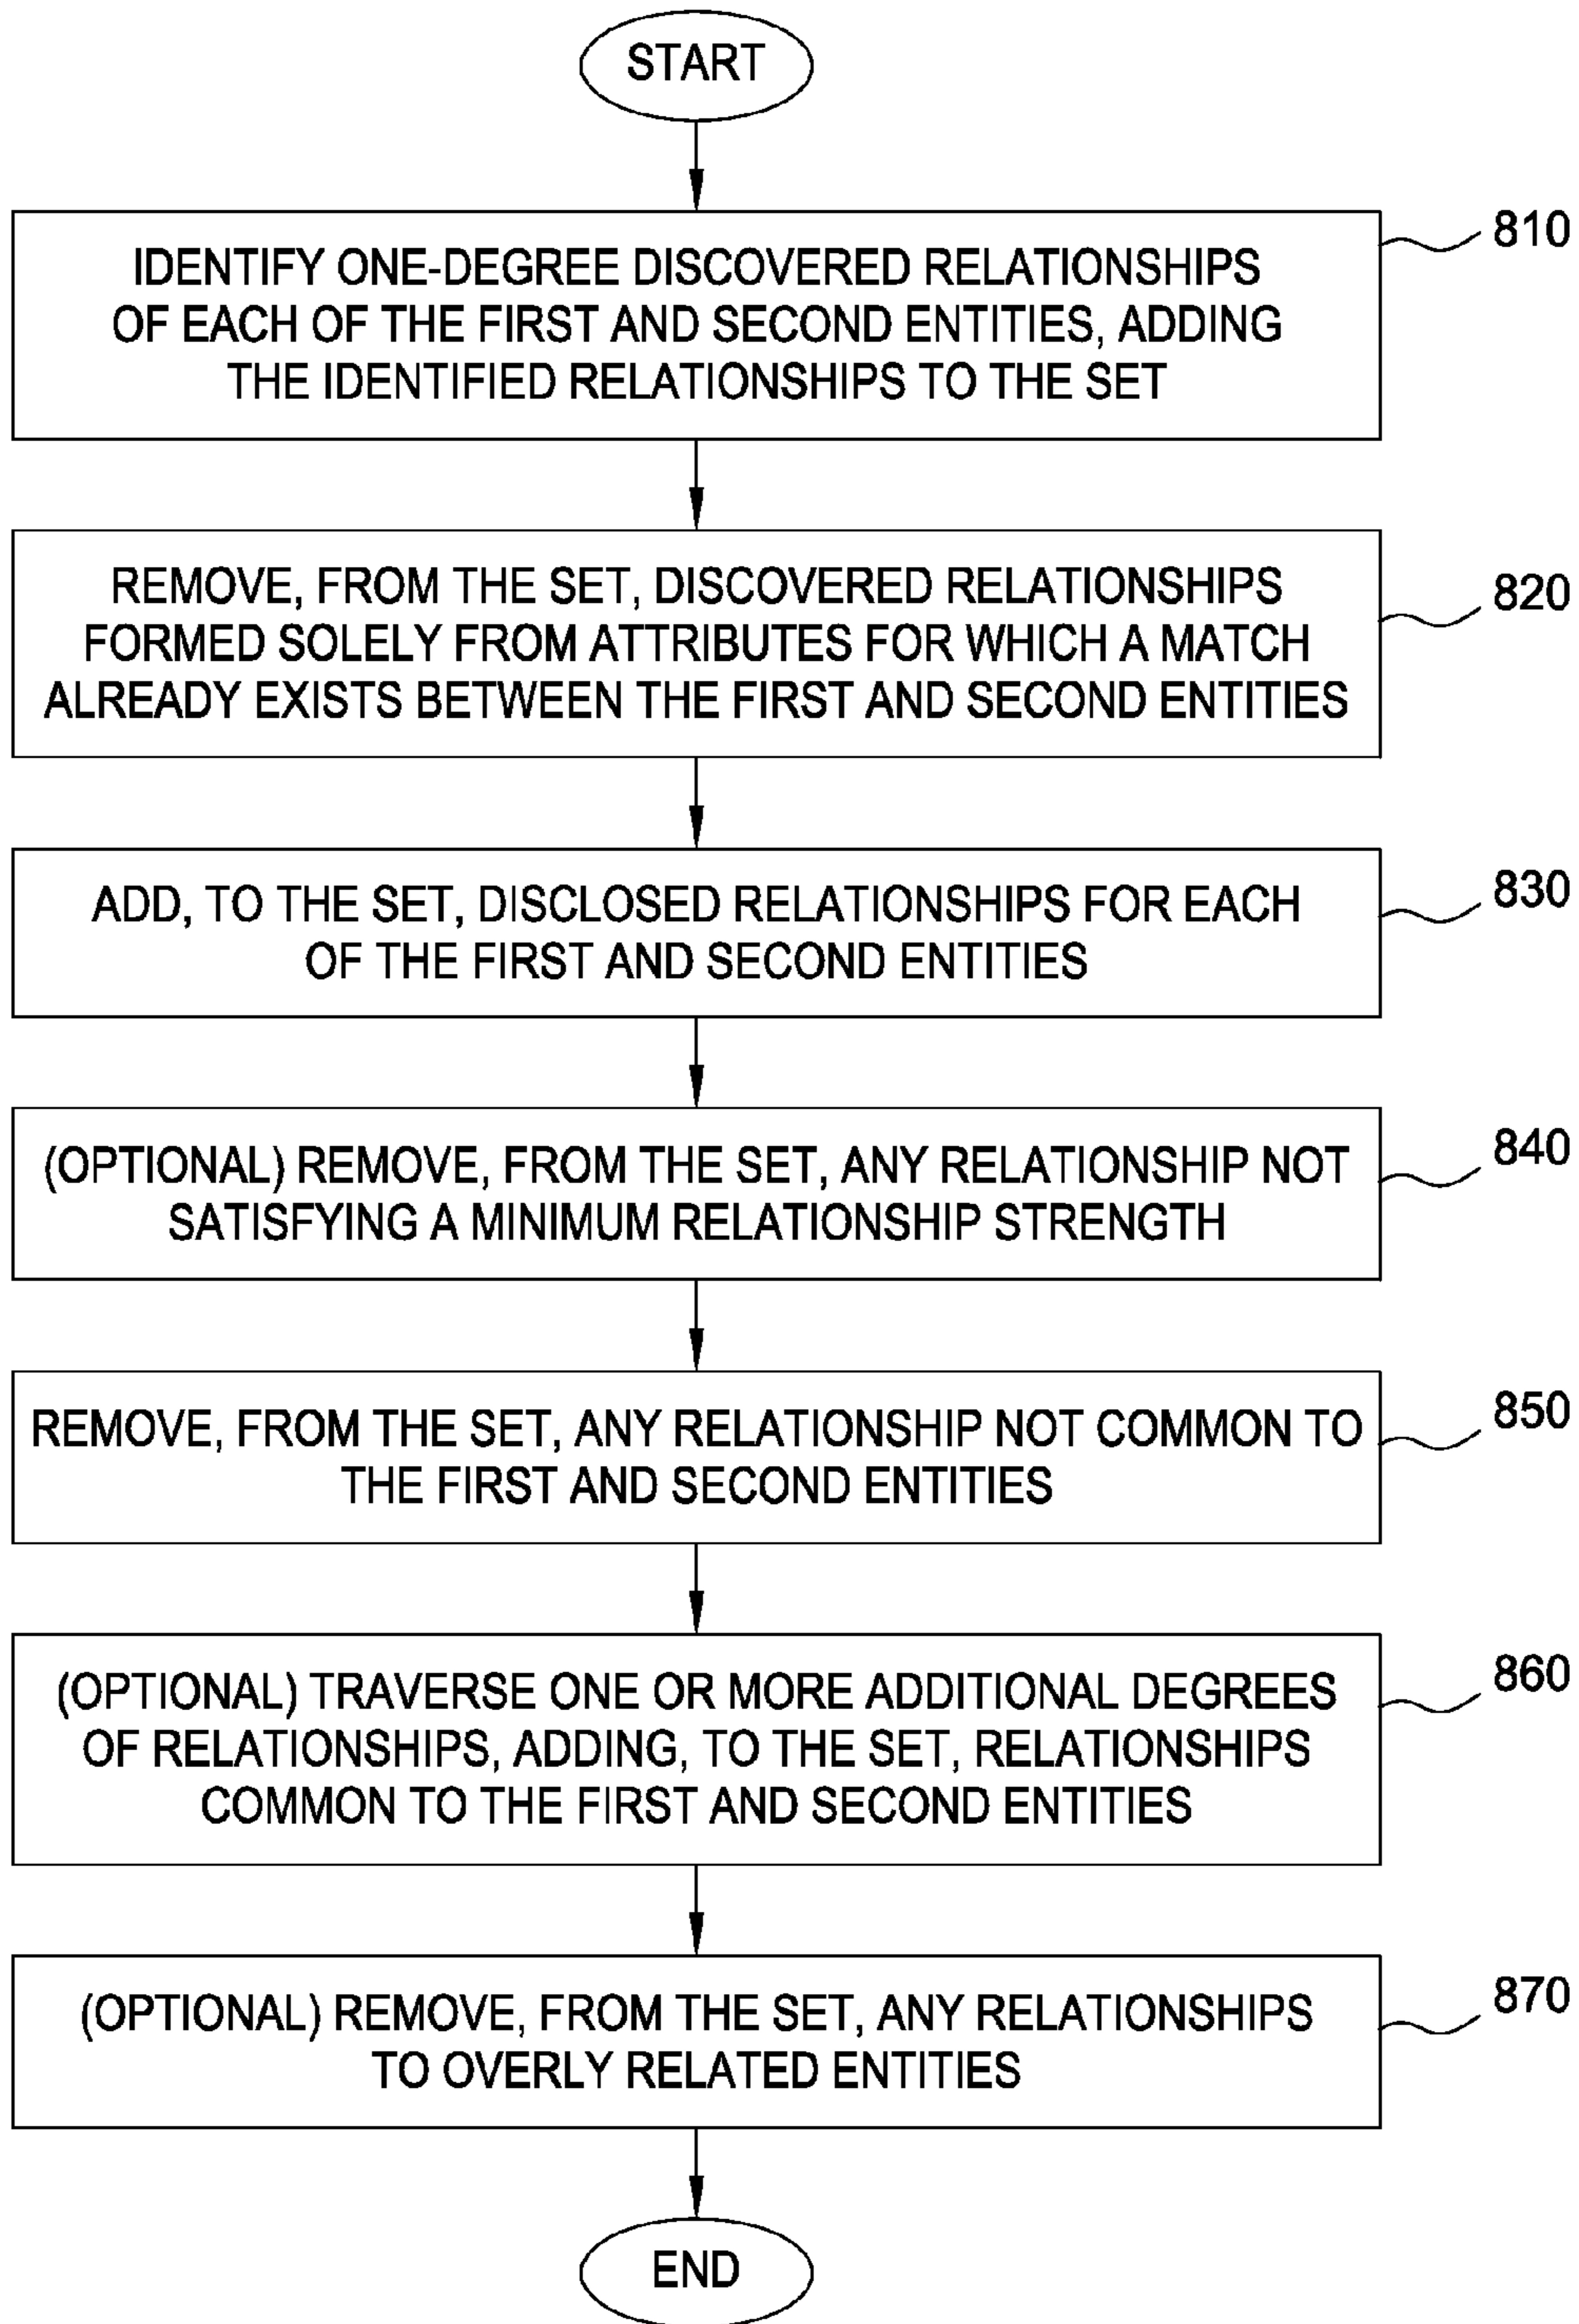 START
IDENTIFY ONE-DEGREE DISCOVERED RELATIONSHIPS
OF EACH OF THE FIRST AND SECOND ENTITIES, ADDING
THE IDENTIFIED RELATIONSHIPS TO THE SET
810
REMOVE, FROM THE SET, DISCOVERED RELATIONSHIPS
FORMED SOLELY FROM ATTRIBUTES FOR WHICH A MATCH
ALREADY EXISTS BETWEEN THE FIRST AND SECOND ENTITIES
820
ADD, TO THE SET, DISCLOSED RELATIONSHIPS FOR EACH
OF THE FIRST AND SECOND ENTITIES
830
(OPTIONAL) REMOVE, FROM THE SET, ANY RELATIONSHIP NOT
SATISFYING A MINIMUM RELATIONSHIP STRENGTH
840
REMOVE, FROM THE SET, ANY RELATIONSHIP NOT COMMON TO
THE FIRST AND SECOND ENTITIES
850
(OPTIONAL) TRAVERSE ONE OR MORE ADDITIONAL DEGREES
OF RELATIONSHIPS, ADDING, TO THE SET, RELATIONSHIPS
COMMON TO THE FIRST AND SECOND ENTITIES
860
(OPTIONAL) REMOVE, FROM THE SET, ANY RELATIONSHIPS
TO OVERLY RELATED ENTITIES
870
END